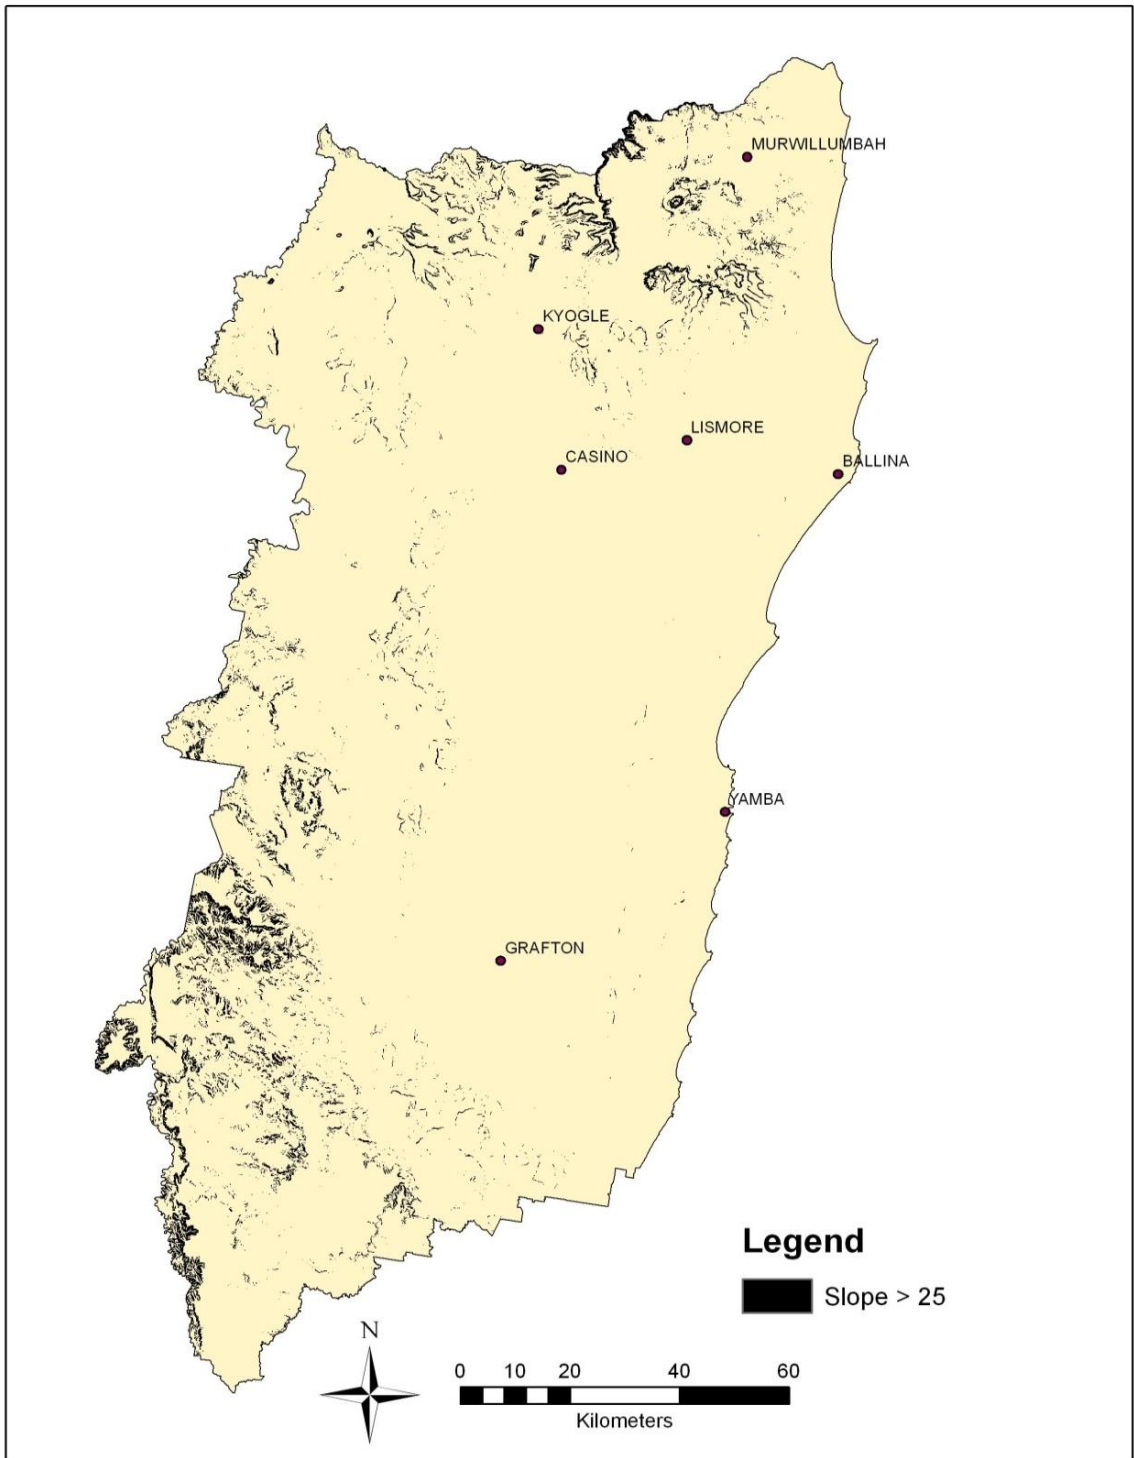 MURWILLUMBAH
KYOGLE
LISMORE
CASINO
BALLINA
YAMBA
GRAFTON
Legend
Slope > 25
N
0 10 20 40 60
Kilometers